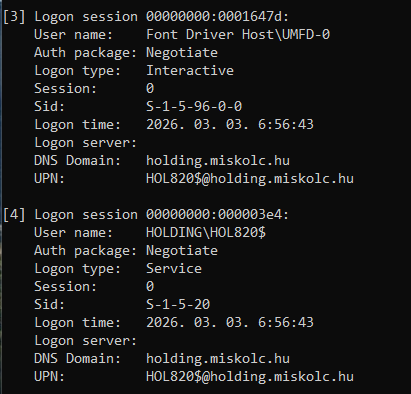 [3] Logon session 00000000:0001647d:
User name: Font Driver Host\UMFD-0
Auth package: Negotiate
Logon type: Interactive
Session: 0
Sid: S-1-5-96-0-0
Logon time: 2026. 03. 03. 6:56:43
Logon server:
DNS Domain: holding.miskolc.hu
UPN: HOL820$@holding.miskolc.hu
[4] Logon session 00000000:000003e4:
User name: HOLDING\HOL820$
Auth package: Negotiate
Logon type: Service
Session: 0
Sid: S-1-5-20
Logon time: 2026. 03. 03. 6:56:43
Logon server:
DNS Domain: holding.miskolc.hu
UPN: HOL820$@holding.miskolc.hu